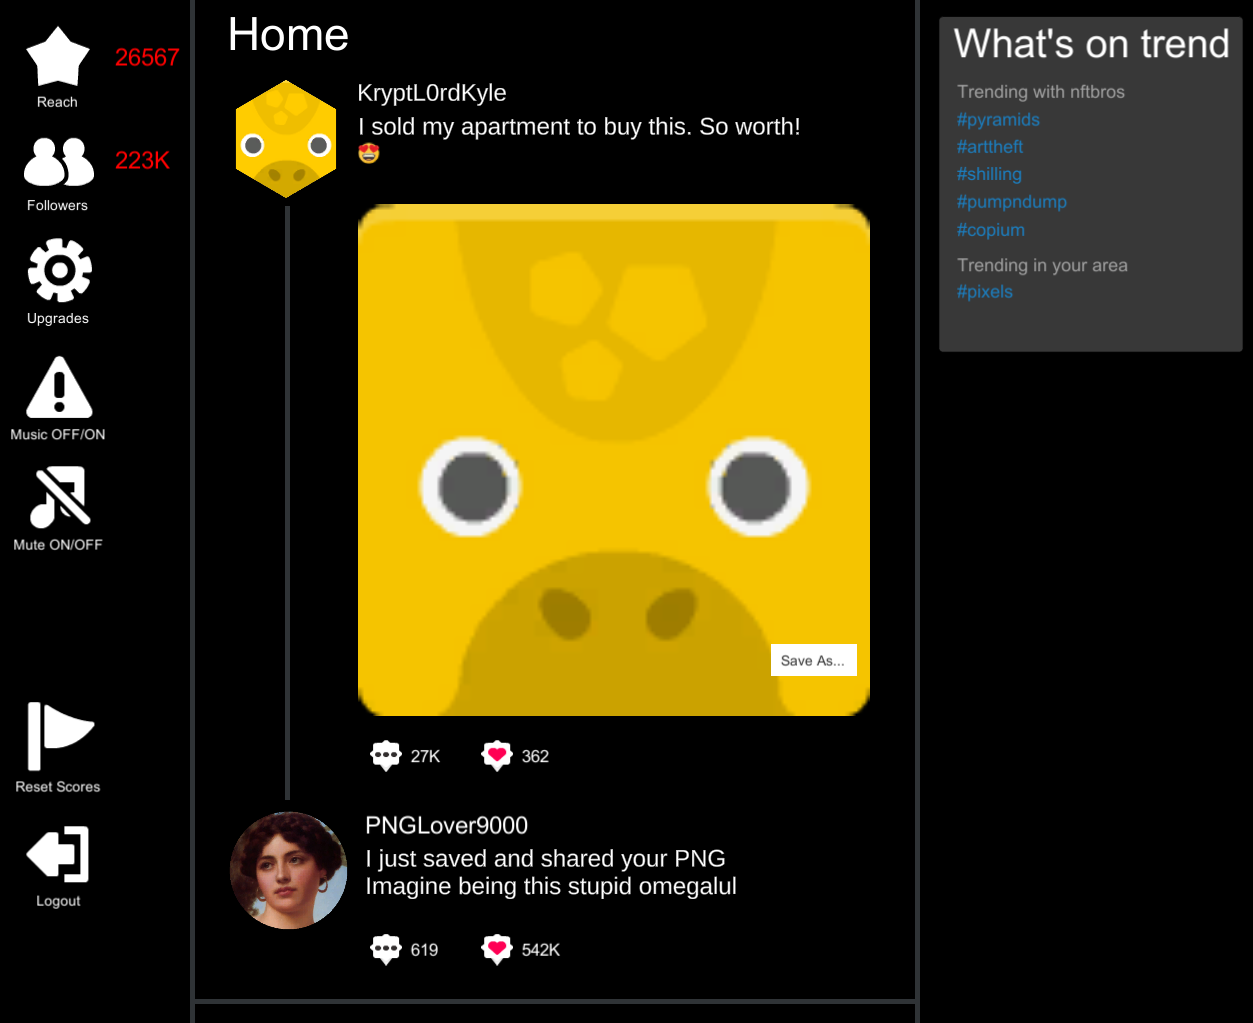 26567
Reach
223K
Followers
Upgrades
Music OFF/ON
Mute ON/OFF
Reset Scores
Logout
Home
KryptL0rdKyle
I sold my apartment to buy this. So worth!
😍
Save As...
27K
362
PNGLover9000
I just saved and shared your PNG
Imagine being this stupid omegalul
619
542K
What's on trend
Trending with nftbros
#pyramids
#arttheft
#shilling
#pumpndump
#copium
Trending in your area
#pixels